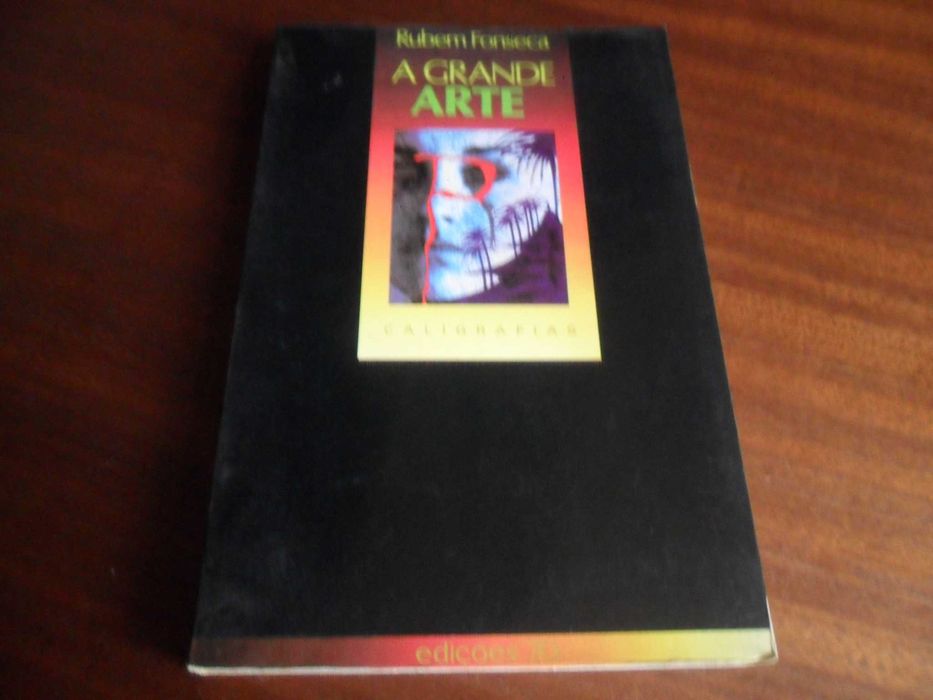 Rubem Fonseca
A GRANDE
ARTE
CALIGRAFIAS
edições